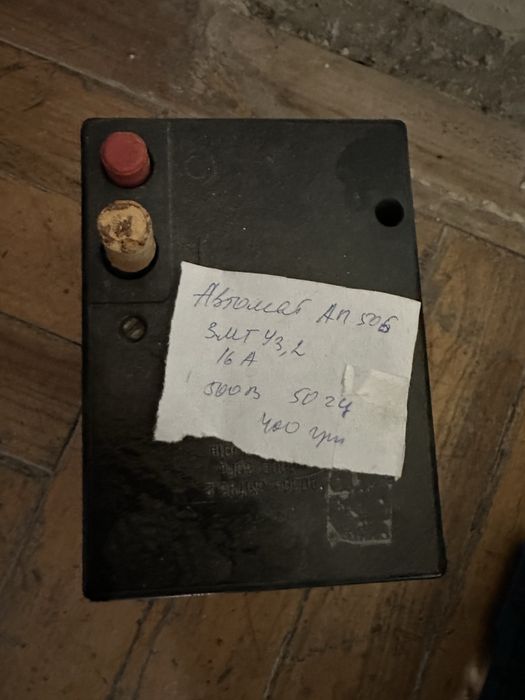 Автомат АП 50Б
3МТ У3,2
16 А
500В 50 гц
400 грн